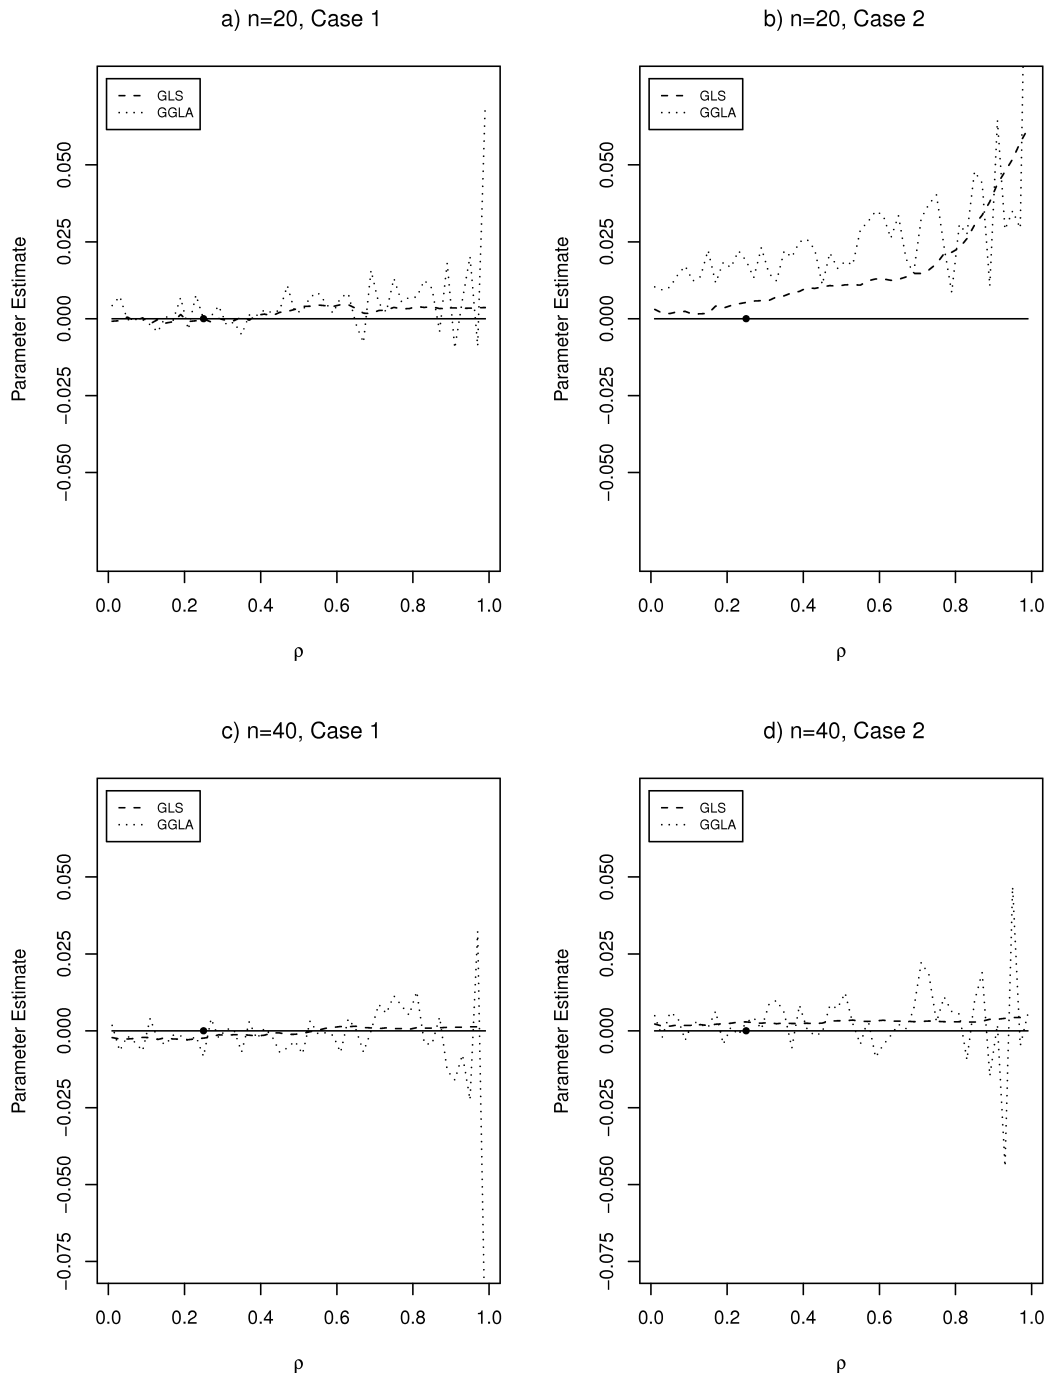 a) n=20, Case 1
GLS
GGLA
Parameter Estimate
0.050
0.025
0.000
−0.025
−0.050
0.0 0.2 0.4 0.6 0.8 1.0
ρ
b) n=20, Case 2
GLS
GGLA
Parameter Estimate
0.050
0.025
0.000
−0.025
−0.050
0.0 0.2 0.4 0.6 0.8 1.0
ρ
c) n=40, Case 1
GLS
GGLA
Parameter Estimate
0.050
0.025
0.000
−0.025
−0.050
−0.075
0.0 0.2 0.4 0.6 0.8 1.0
ρ
d) n=40, Case 2
GLS
GGLA
Parameter Estimate
0.050
0.025
0.000
−0.025
−0.050
−0.075
0.0 0.2 0.4 0.6 0.8 1.0
ρ